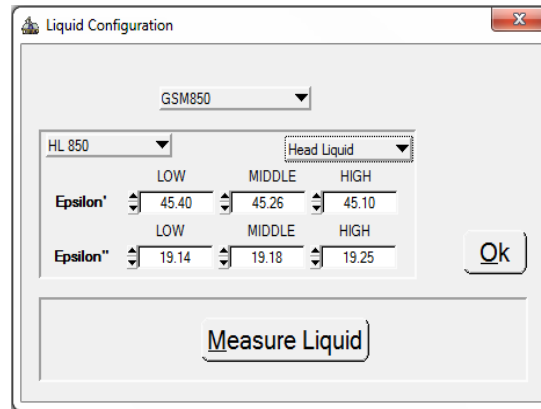 Liquid Configuration
X
GSM850
HL 850
Head Liquid
LOW MIDDLE HIGH
Epsilon' 45.40 45.26 45.10
LOW MIDDLE HIGH
Epsilon'' 19.14 19.18 19.25
Ok
Measure Liquid